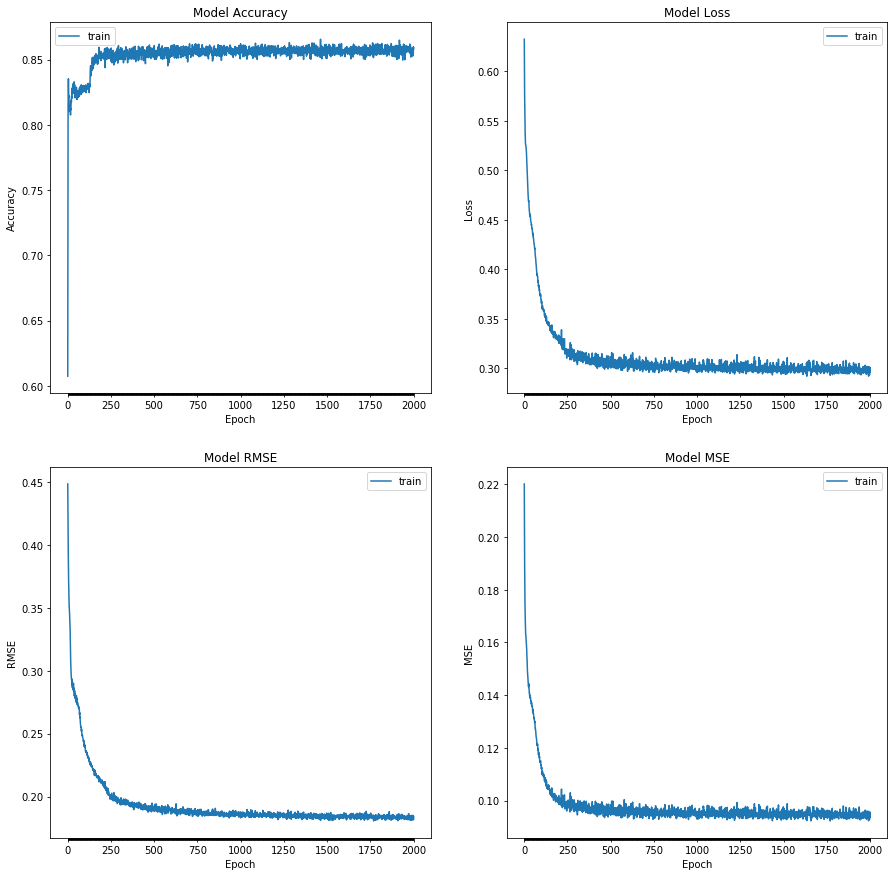 Model Accuracy
train
0.85
0.80
0.75
0.70
0.65
0.60
Accuracy
0 250 500 750 1000 1250 1500 1750 2000
Epoch
Model Loss
train
0.60
0.55
0.50
0.45
0.40
0.35
0.30
Loss
0 250 500 750 1000 1250 1500 1750 2000
Epoch
Model RMSE
train
0.45
0.40
0.35
0.30
0.25
0.20
RMSE
0 250 500 750 1000 1250 1500 1750 2000
Epoch
Model MSE
train
0.22
0.20
0.18
0.16
0.14
0.12
0.10
MSE
0 250 500 750 1000 1250 1500 1750 2000
Epoch